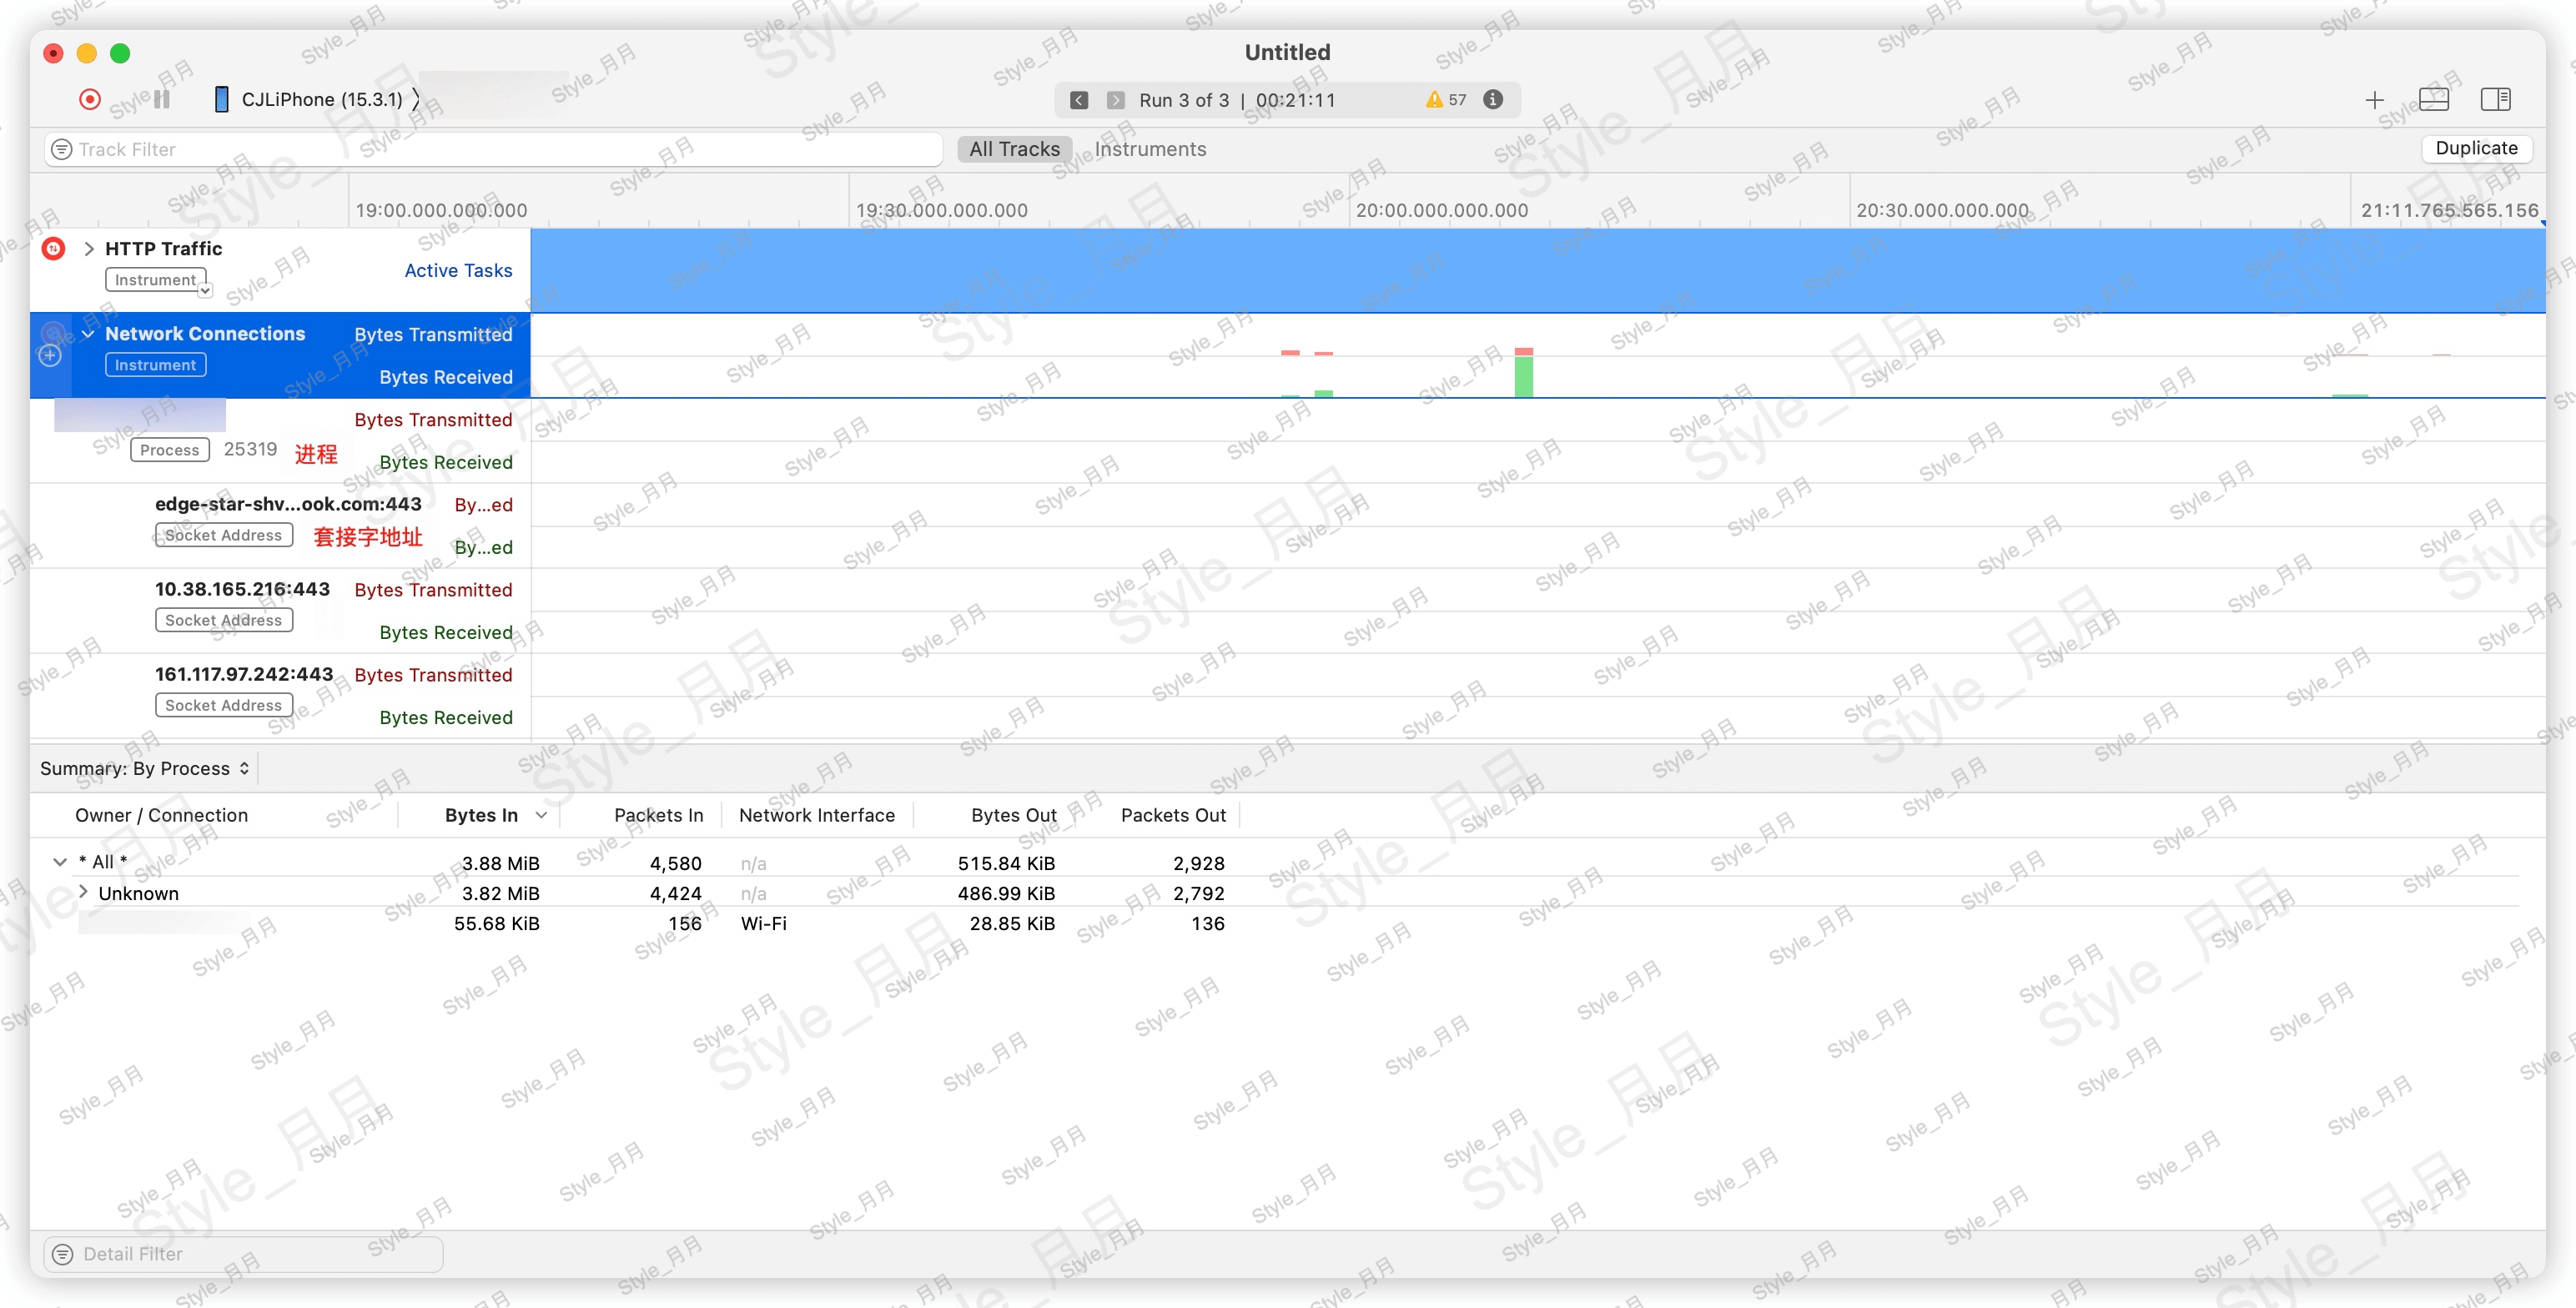 Untitled
CJLiPhone (15.3.1) 〉
Run 3 of 3 | 00:21:11
57
Track Filter
All Tracks
Instruments
Duplicate
19:00.000.000.000
19:30.000.000.000
20:00.000.000.000
20:30.000.000.000
21:11.765.565.156
HTTP Traffic
Instrument
Active Tasks
Network Connections
Instrument
Bytes Transmitted
Bytes Received
Process 25319 进程
Bytes Transmitted
Bytes Received
edge-star-shv...ook.com:443
Socket Address 套接字地址
By...ed
By...ed
10.38.165.216:443
Socket Address
Bytes Transmitted
Bytes Received
161.117.97.242:443
Socket Address
Bytes Transmitted
Bytes Received
Summary: By Process
Owner / Connection Bytes In Packets In Network Interface Bytes Out Packets Out
* All * 3.88 MiB 4,580 n/a 515.84 KiB 2,928
Unknown 3.82 MiB 4,424 n/a 486.99 KiB 2,792
55.68 KiB 156 Wi-Fi 28.85 KiB 136
Detail Filter
Style_月月